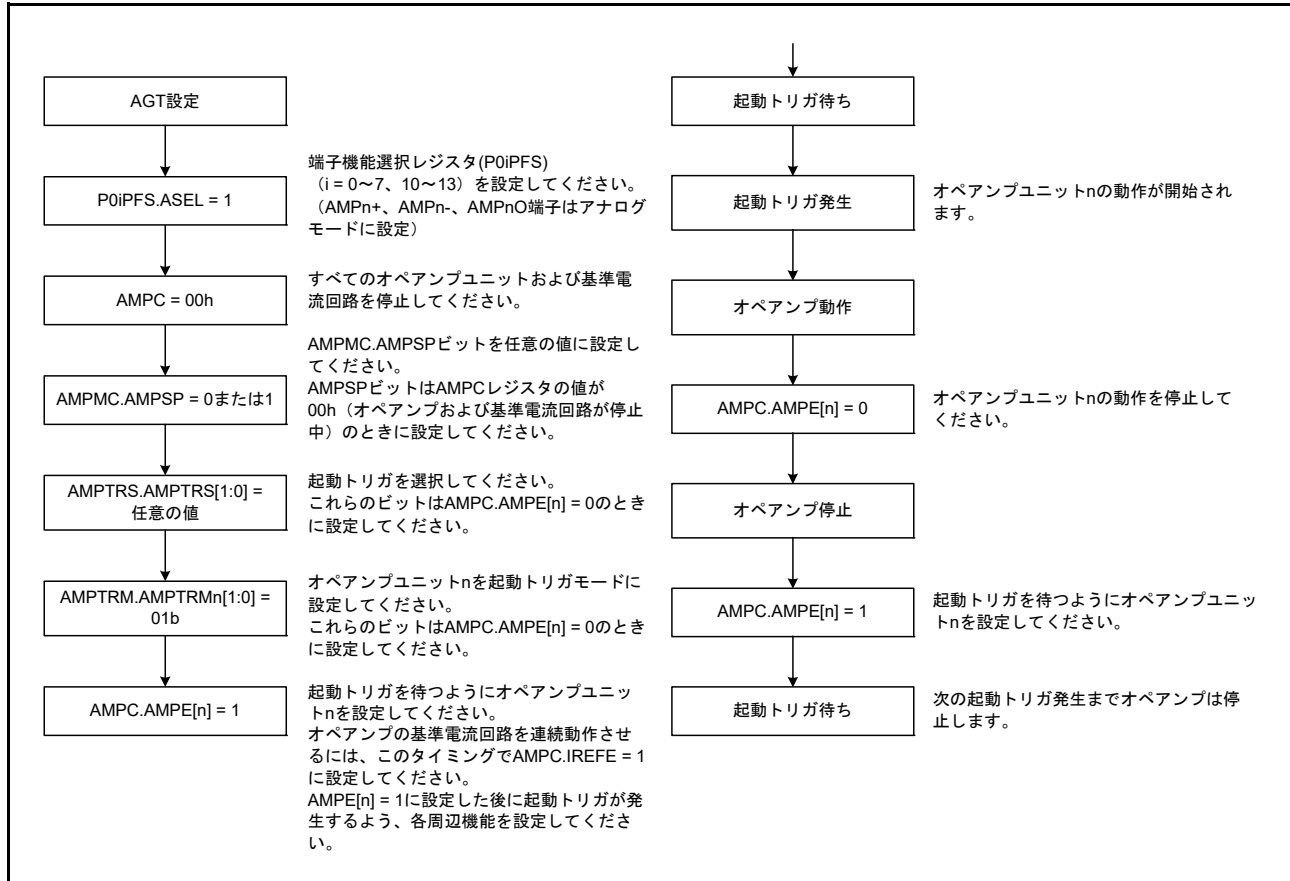 AGT設定
P0iPFS.ASEL = 1
端子機能選択レジスタ(P0iPFS)
（i = 0～7、10～13）を設定してください。
（AMPn+、AMPn-、AMPnO端子はアナログ
モードに設定）
AMPC = 00h
すべてのオペアンプユニットおよび基準電
流回路を停止してください。
AMPMC.AMPSP = 0または1
AMPMC.AMPSPビットを任意の値に設定し
てください。
AMPSPビットはAMPCレジスタの値が
00h（オペアンプおよび基準電流回路が停止
中）のときに設定してください。
AMPTRS.AMPTRS[1:0] =
任意の値
起動トリガを選択してください。
これらのビットはAMPC.AMPE[n] = 0のとき
に設定してください。
AMPTRM.AMPTRMn[1:0] =
01b
オペアンプユニットnを起動トリガモードに
設定してください。
これらのビットはAMPC.AMPE[n] = 0のとき
に設定してください。
AMPC.AMPE[n] = 1
起動トリガを待つようにオペアンプユニッ
トnを設定してください。
オペアンプの基準電流回路を連続動作させ
るには、このタイミングでAMPC.IREFE = 1
に設定してください。
AMPE[n] = 1に設定した後に起動トリガが発
生するよう、各周辺機能を設定してくださ
い。
起動トリガ待ち
起動トリガ発生
オペアンプユニットnの動作が開始され
ます。
オペアンプ動作
AMPC.AMPE[n] = 0
オペアンプユニットnの動作を停止して
ください。
オペアンプ停止
AMPC.AMPE[n] = 1
起動トリガを待つようにオペアンプユニッ
トnを設定してください。
起動トリガ待ち
次の起動トリガ発生までオペアンプは停
止します。